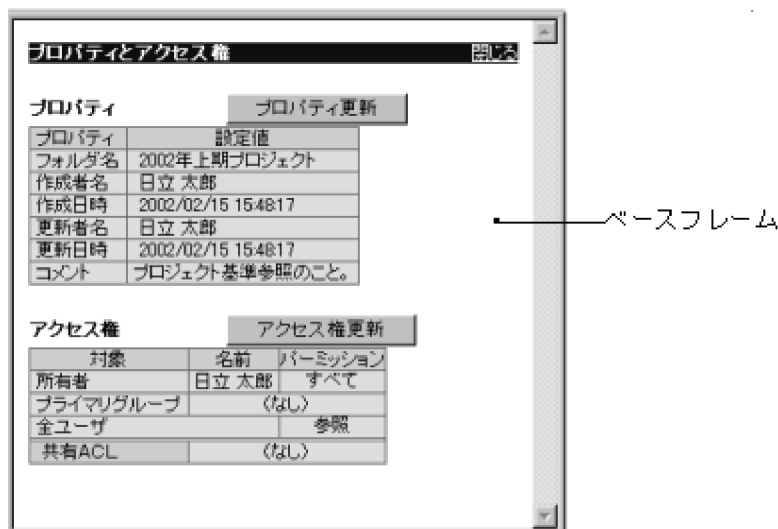 プロパティとアクセス権 閉じる
プロパティ プロパティ更新
プロパティ 設定値
フォルダ名 2002年上期プロジェクト
作成者名 日立 太郎
作成日時 2002/02/15 15:48:17
更新者名 日立 太郎
ベースフレーム
更新日時 2002/02/15 15:48:17
コメント プロジェクト基準参照のこと。
アクセス権 アクセス権更新
対象 名前 パーミッション
所有者 日立 太郎 すべて
プライマリグループ (なし)
全ユーザ 参照
共有ACL (なし)